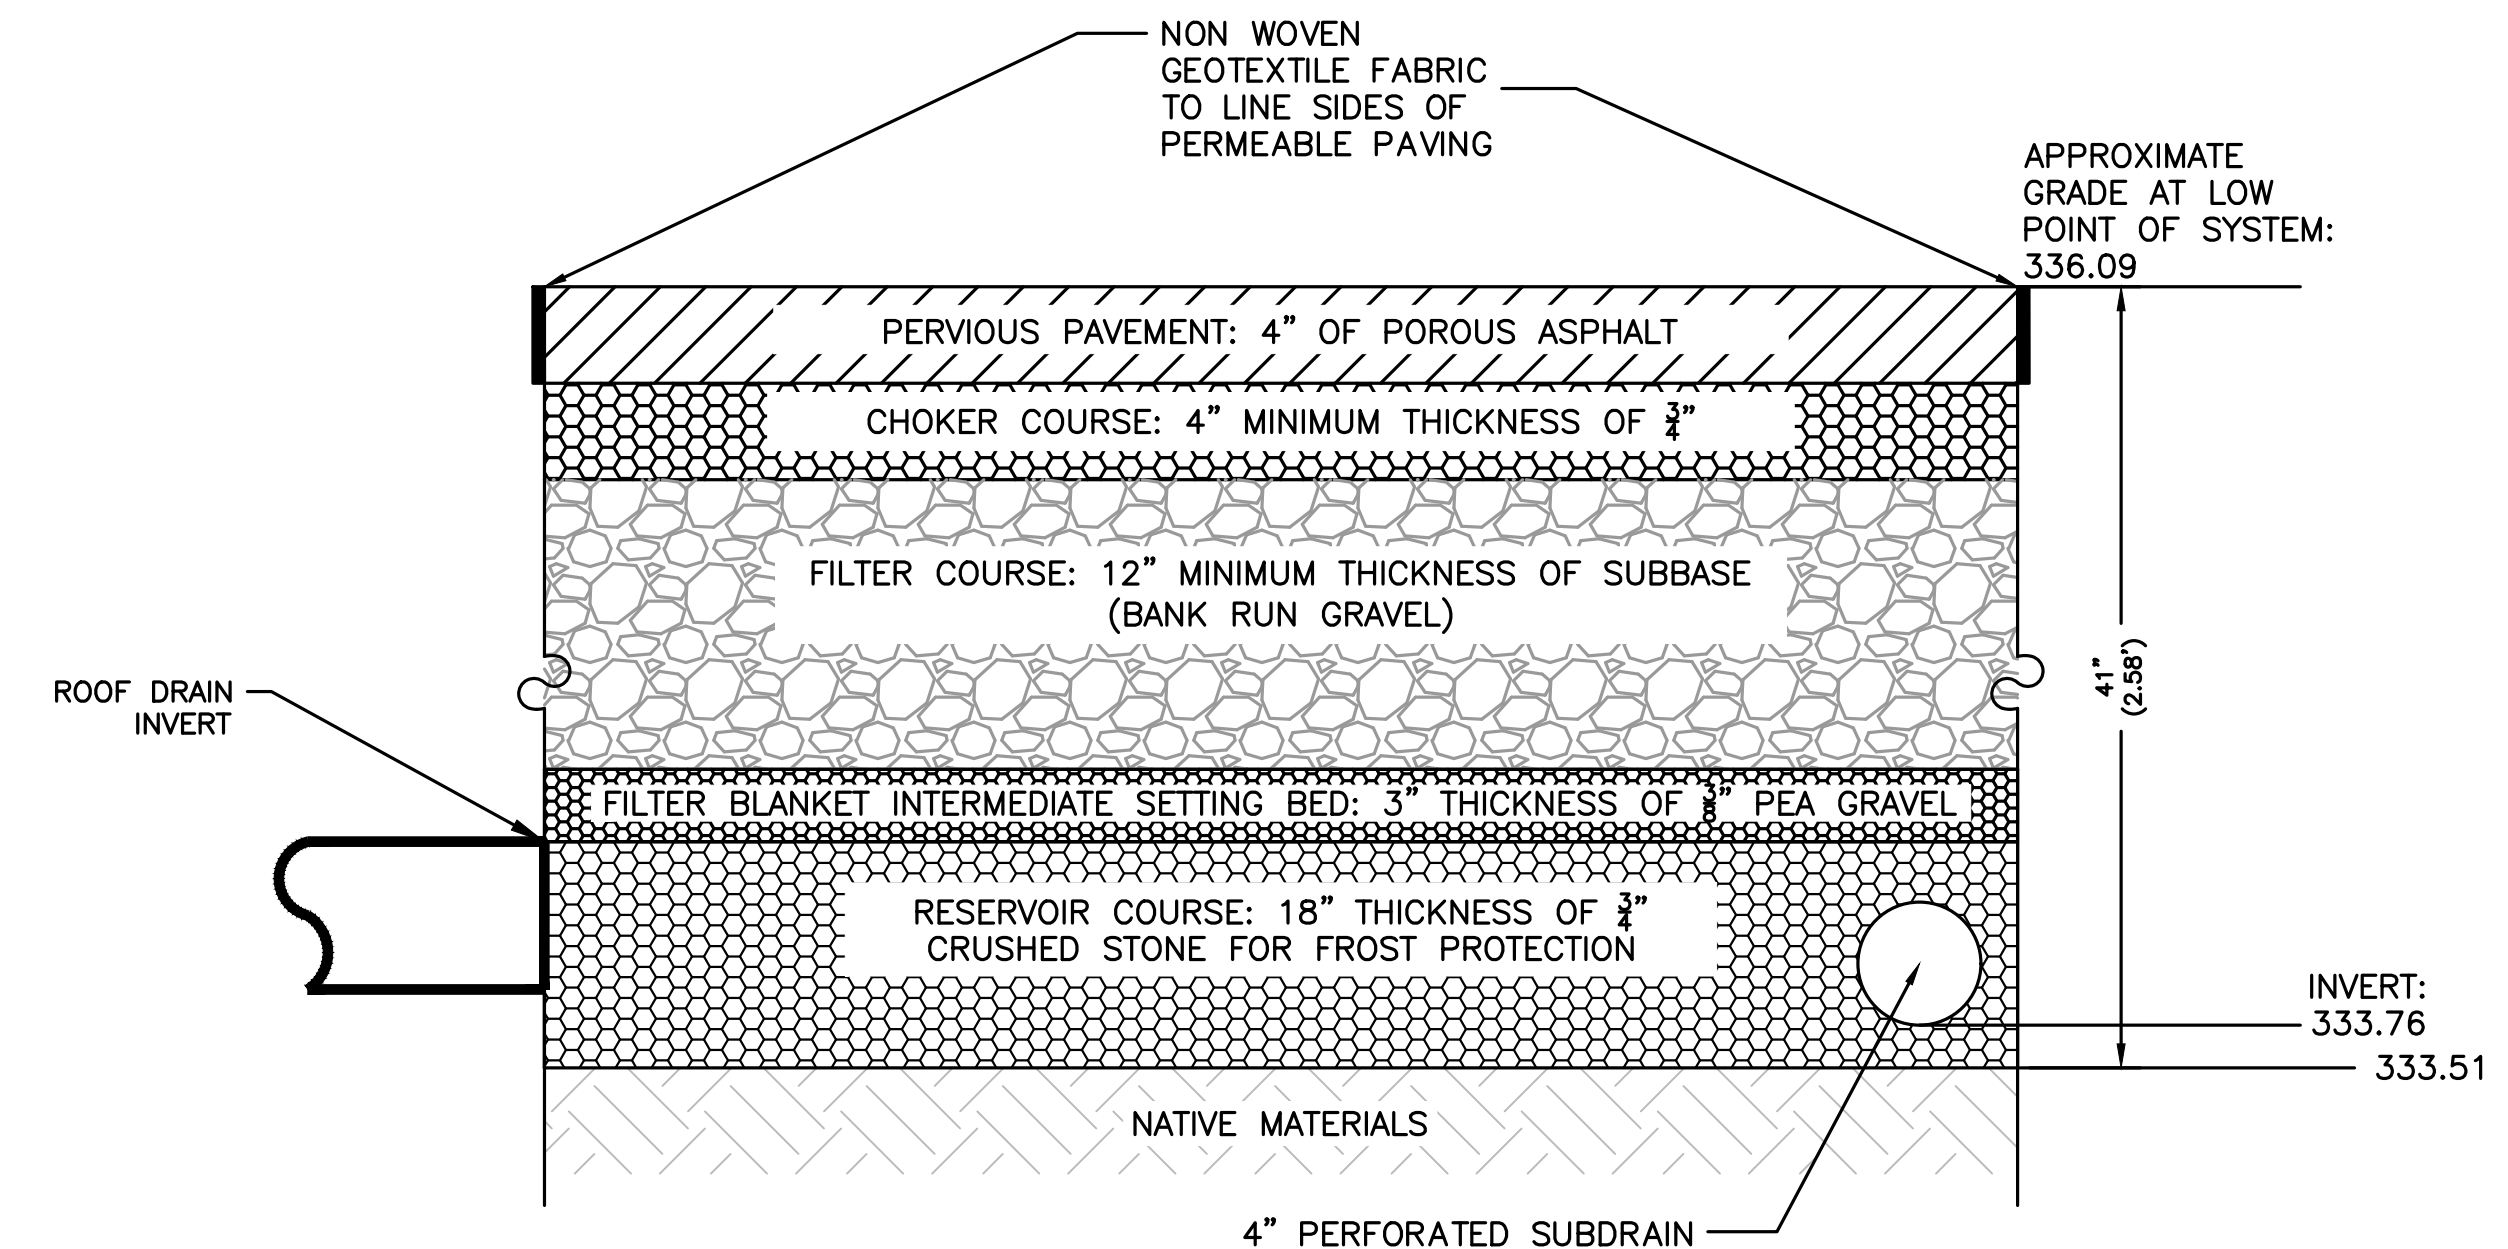 NON WOVEN
GEOTEXTILE FABRIC
TO LINE SIDES OF
PERMEABLE PAVING
APPROXIMATE
GRADE AT LOW
POINT OF SYSTEM:
336.09
PERVIOUS PAVEMENT: 4" OF POROUS ASPHALT
CHOKER COURSE: 4" MINIMUM THICKNESS OF 3/4"
FILTER COURSE: 12" MINIMUM THICKNESS OF SUBBASE
(BANK RUN GRAVEL)
41"
(2.58')
ROOF DRAIN
INVERT
FILTER BLANKET INTERMEDIATE SETTING BED: 3" THICKNESS OF 3/8" PEA GRAVEL
RESERVOIR COURSE: 18" THICKNESS OF 3/4"
CRUSHED STONE FOR FROST PROTECTION
INVERT:
333.76
333.51
NATIVE MATERIALS
4" PERFORATED SUBDRAIN